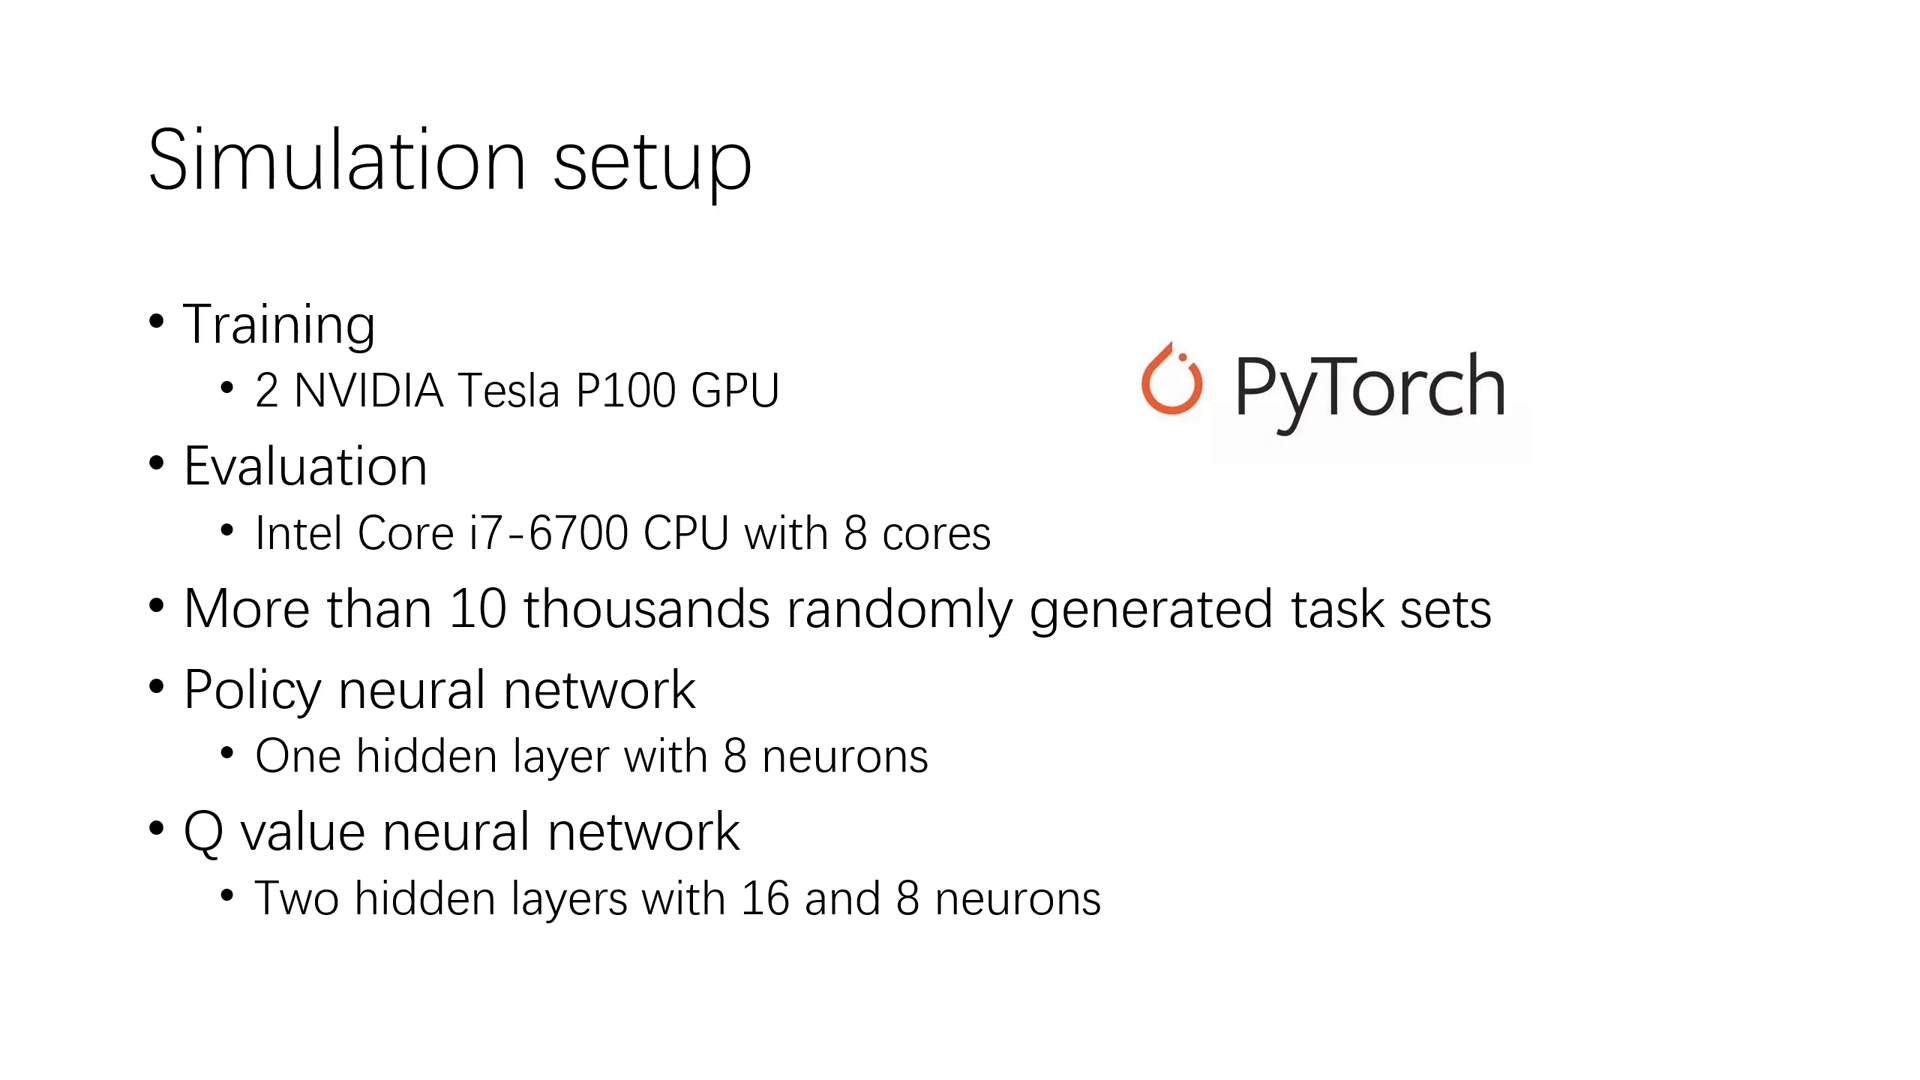 Simulation setup
• Training
• 2 NVIDIA Tesla P100 GPU
PyTorch
• Evaluation
• Intel Core i7-6700 CPU with 8 cores
• More than 10 thousands randomly generated task sets
• Policy neural network
• One hidden layer with 8 neurons
• Q value neural network
• Two hidden layers with 16 and 8 neurons